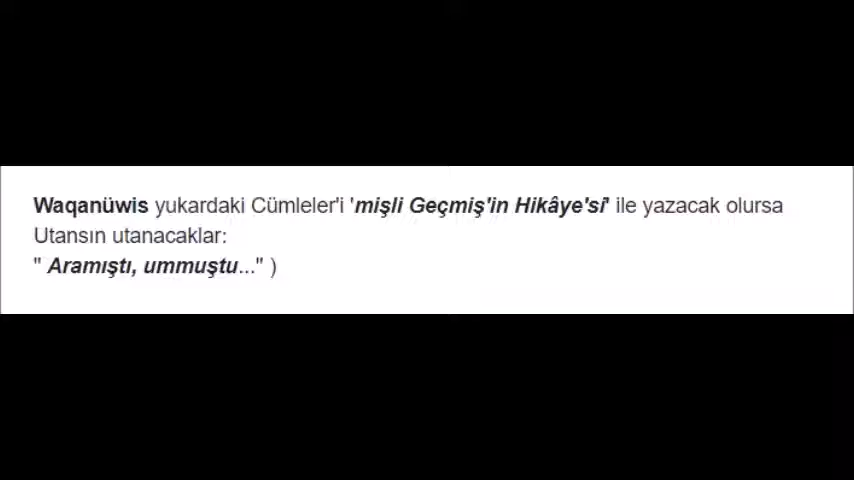 Waqanüwis yukardaki Cümleler'i 'mişli Geçmiş'in Hikâye'si' ile yazacak olursa
Utansın utanacaklar:
" Aramıştı, ummuştu..." )